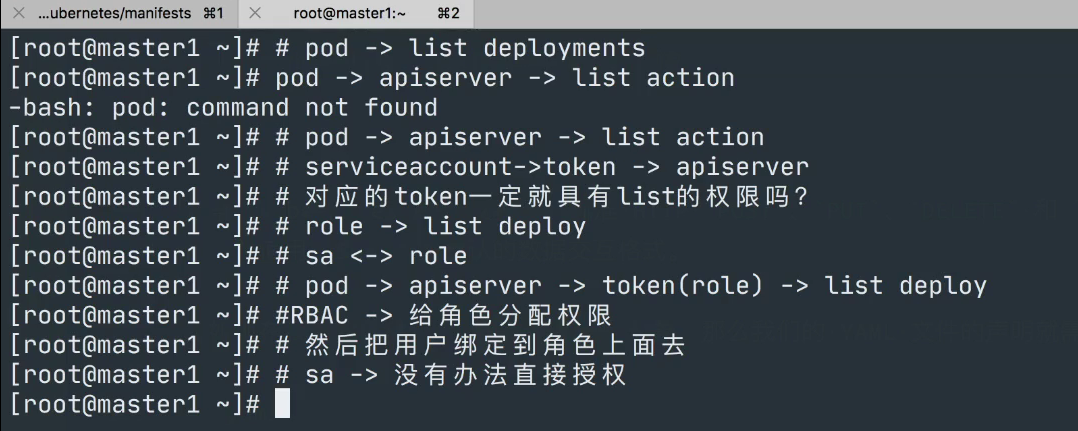 ...ubernetes/manifests ⌘1
root@master1:~ ⌘2
[root@master1 ~]# # pod -> list deployments
[root@master1 ~]# pod -> apiserver -> list action
-bash: pod: command not found
[root@master1 ~]# # pod -> apiserver -> list action
[root@master1 ~]# # serviceaccount->token -> apiserver
[root@master1 ~]# # 对应的token一定就具有list的权限吗?
[root@master1 ~]# # role -> list deploy
[root@master1 ~]# # sa <-> role
[root@master1 ~]# # pod -> apiserver -> token(role) -> list deploy
[root@master1 ~]# #RBAC -> 给角色分配权限
[root@master1 ~]# # 然后把用户绑定到角色上面去
[root@master1 ~]# # sa -> 没有办法直接授权
[root@master1 ~]#